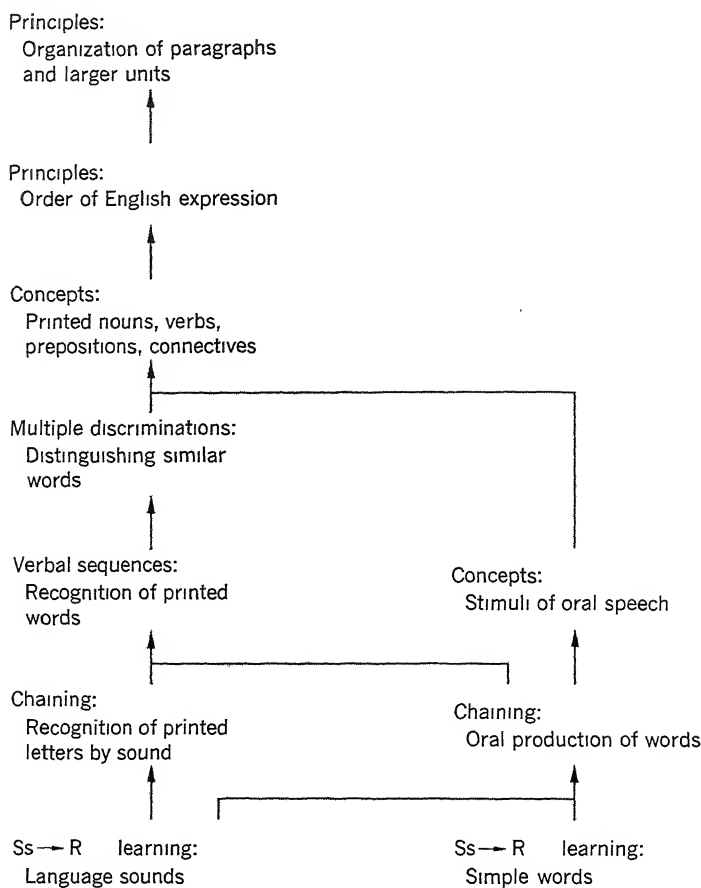 Principles:
Organization of paragraphs
and larger units
Principles:
Order of English expression
Concepts:
Printed nouns, verbs,
prepositions, connectives
Multiple discriminations:
Distinguishing similar
words
Verbal sequences:
Recognition of printed
words
Concepts:
Stimuli of oral speech
Chaining:
Recognition of printed
letters by sound
Chaining:
Oral production of words
Ss→R learning:
Language sounds
Ss→R learning:
Simple words